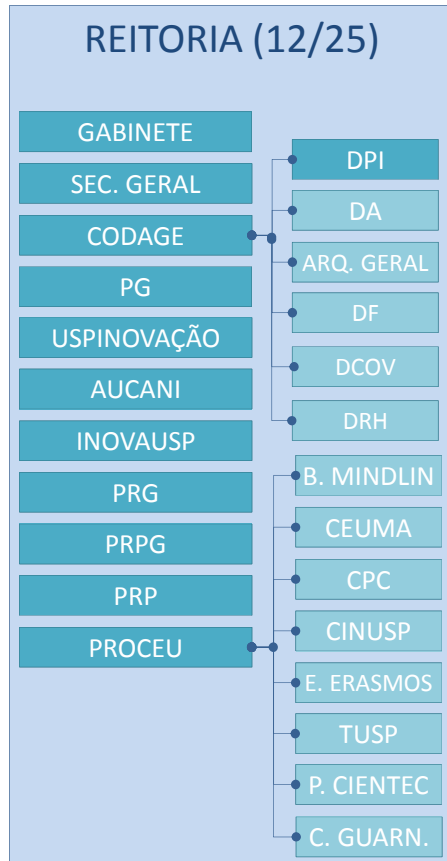 REITORIA (12/25)
GABINETE
SEC. GERAL
CODAGE
PG
USPINOVAÇÃO
AUCANI
INOVAUSP
PRG
PRPG
PRP
PROCEU
DPI
DA
ARQ. GERAL
DF
DCOV
DRH
B. MINDLIN
CEUMA
CPC
CINUSP
E. ERASMOS
TUSP
P. CIENTEC
C. GUARN.